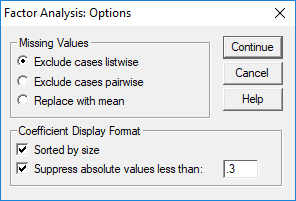 Factor Analysis: Options
Missing Values
Exclude cases listwise
Exclude cases pairwise
Replace with mean
Continue
Cancel
Help
Coefficient Display Format
Sorted by size
Suppress absolute values less than: .3